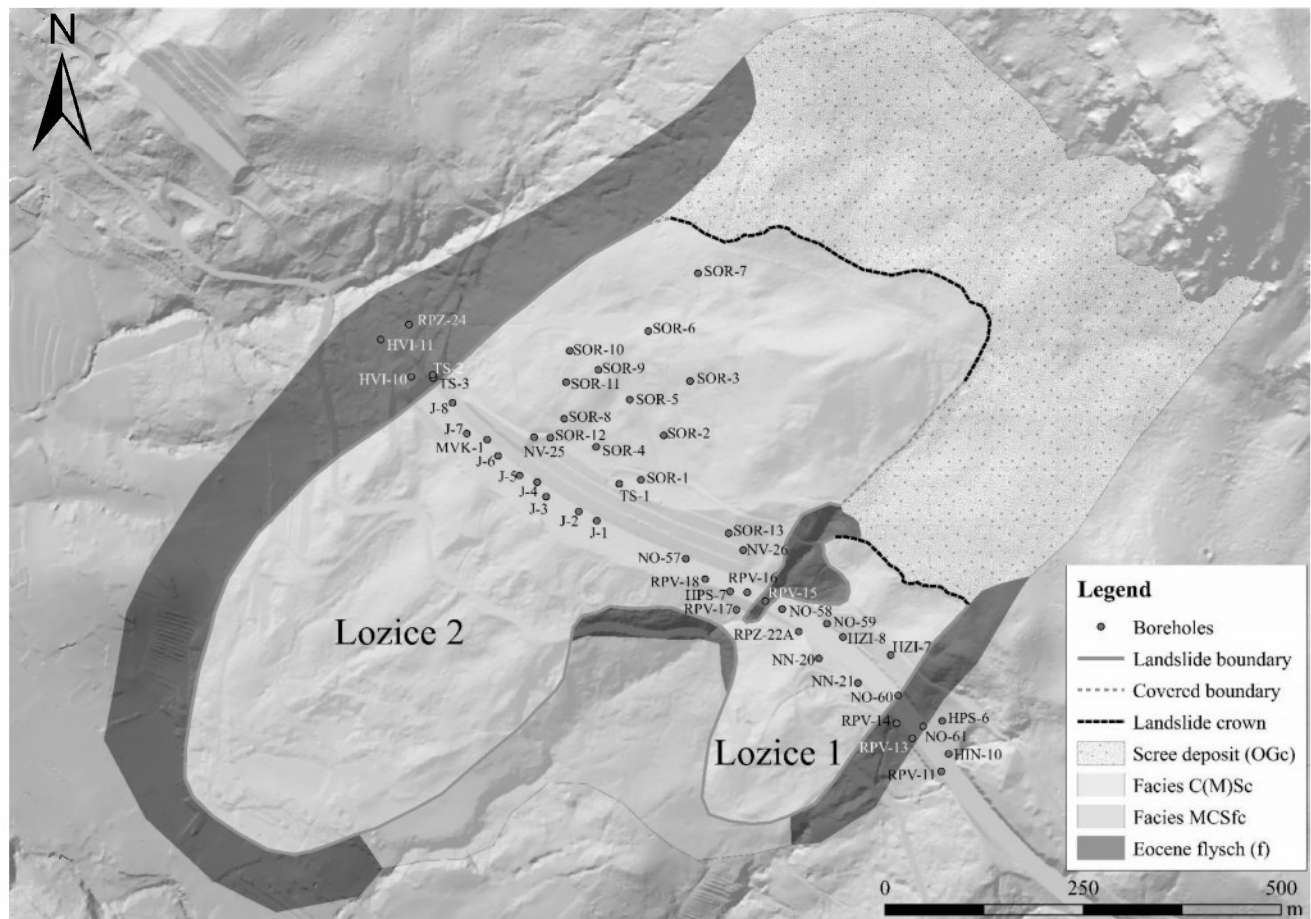 N
SOR-7
RPZ-24
HVI-11
SOR-6
SOR-10
SOR-9
TS-2
HVI-10
TS-3
SOR-11
SOR-3
J-8
SOR-5
SOR-8
J-7
SOR-12
SOR-2
MVK-1
NV-25
SOR-4
J-6
J-5
SOR-1
J-4
TS-1
J-3
J-2
J-1
SOR-13
NV-26
NO-57
RPV-18
RPV-16
HPS-7
RPV-15
RPV-17
NO-58
NO-59
RPZ-22A
HZI-8
HZI-7
Lozice 2
NN-20
NN-21
NO-60
RPV-14
HPS-6
NO-61
RPV-13
Lozice 1
HIN-10
RPV-11
Legend
Boreholes
Landslide boundary
Covered boundary
Landslide crown
Scree deposit (OGc)
Facies C(M)Sc
Facies MCSfc
Eocene flysch (f)
0 250 500
m